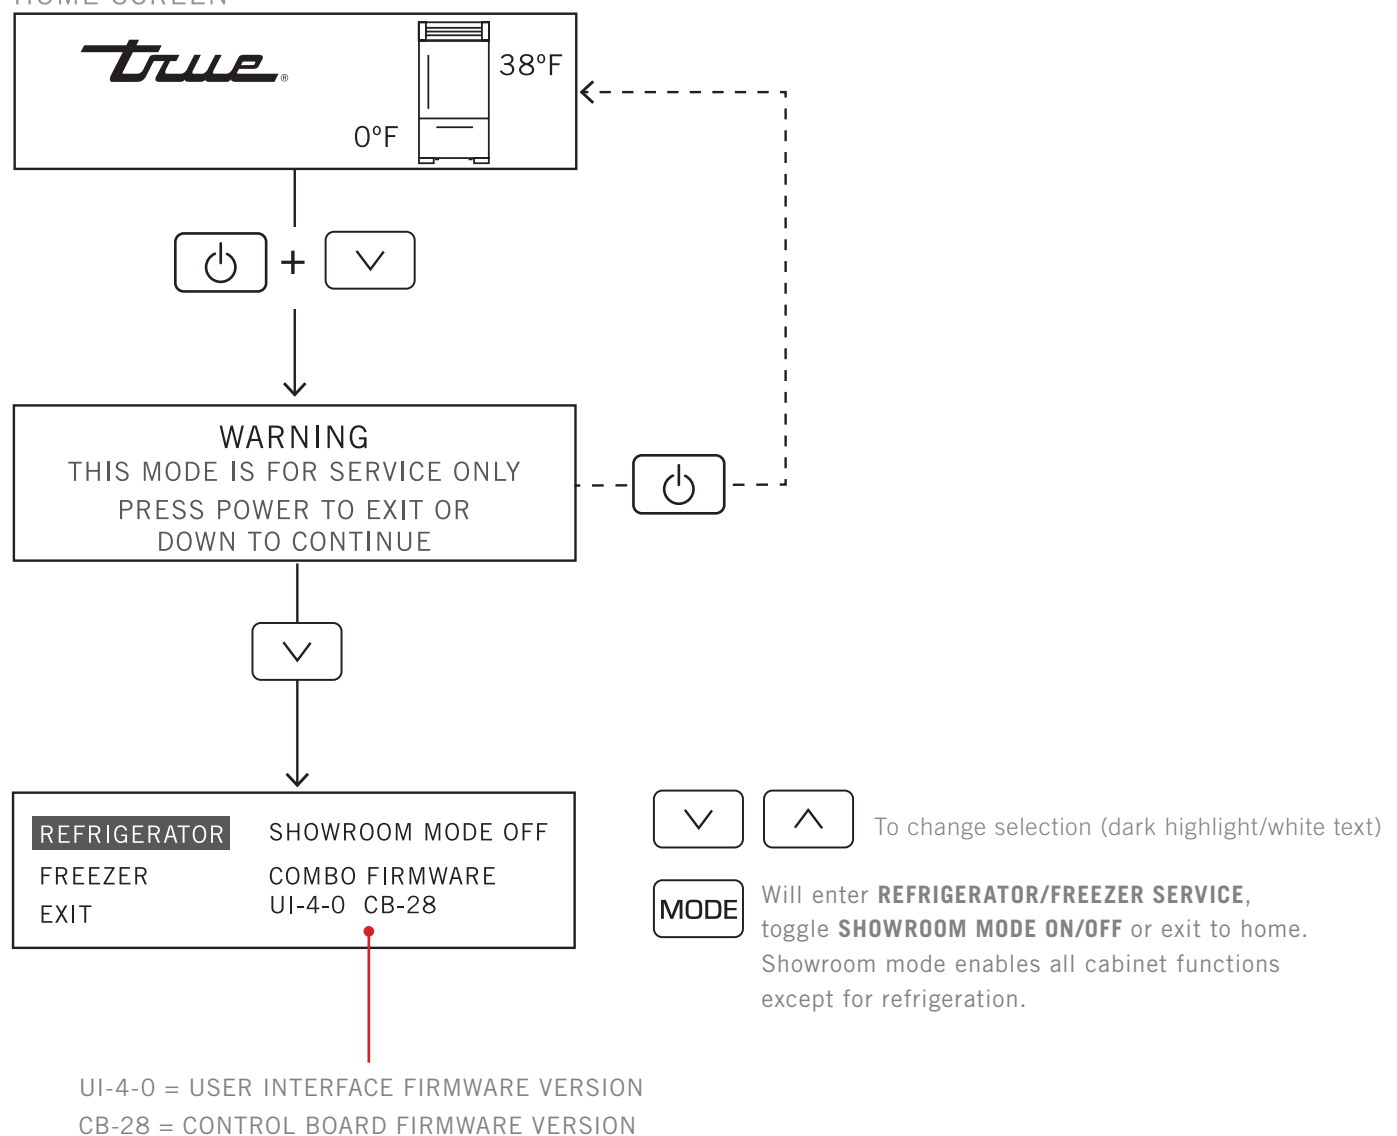 HOME SCREEN
true®
38°F
0°F
+
WARNING
THIS MODE IS FOR SERVICE ONLY
PRESS POWER TO EXIT OR
DOWN TO CONTINUE
REFRIGERATOR SHOWROOM MODE OFF
FREEZER COMBO FIRMWARE
EXIT UI-4-0 CB-28
To change selection (dark highlight/white text)
MODE
Will enter REFRIGERATOR/FREEZER SERVICE,
toggle SHOWROOM MODE ON/OFF or exit to home.
Showroom mode enables all cabinet functions
except for refrigeration.
UI-4-0 = USER INTERFACE FIRMWARE VERSION
CB-28 = CONTROL BOARD FIRMWARE VERSION